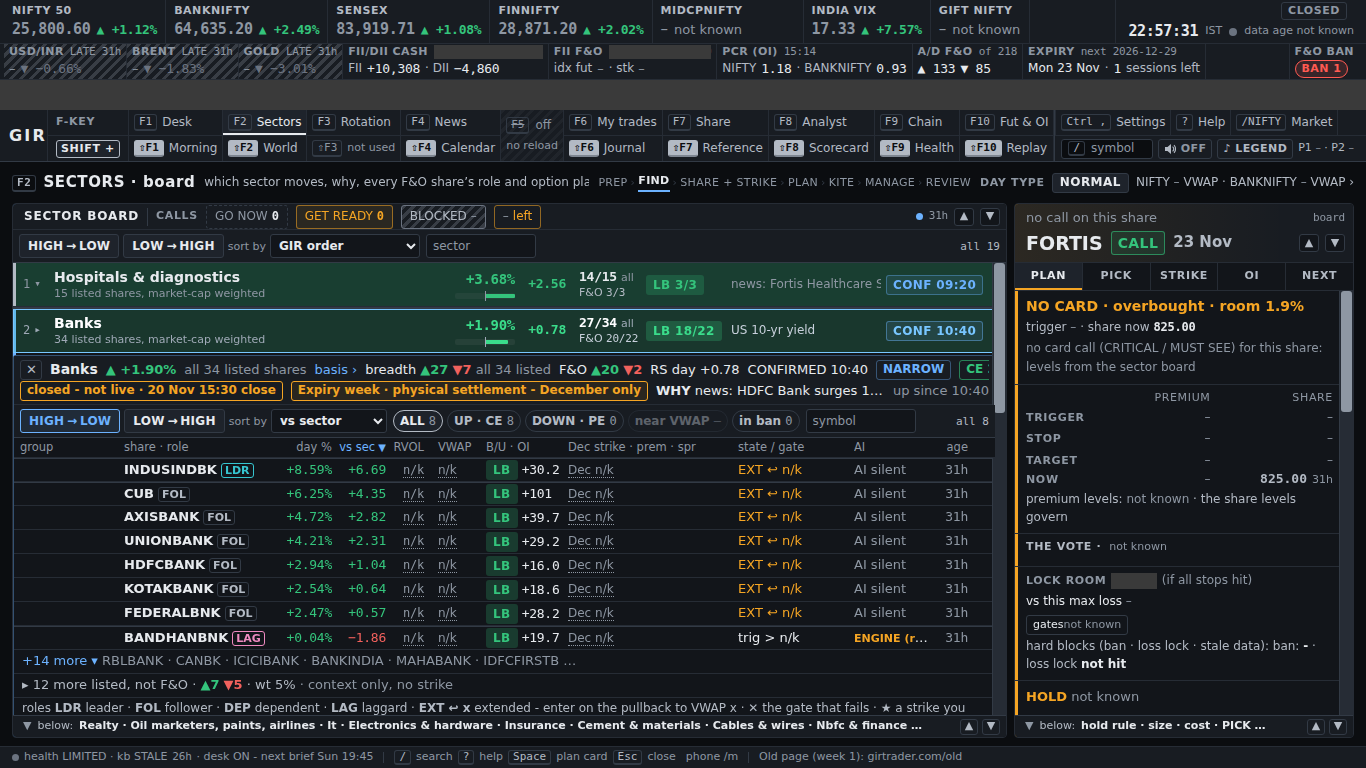 NIFTY 50 BANKNIFTY SENSEX FINNIFTY MIDCPNIFTY INDIA VIX GIFT NIFTY CLOSED
25,800.60 ▲ +1.12% 64,635.20 ▲ +2.49% 83,919.71 ▲ +1.08% 28,871.20 ▲ +2.02% – not known 17.33 ▲ +7.57% – not known 22:57:31 IST data age not known
USD/INR LATE 31h BRENT LATE 31h GOLD LATE 31h FII/DII CASH FII F&O PCR (OI) 15:14 A/D F&O of 218 EXPIRY next 2026-12-29 F&O BAN
– ▼ −0.66% – ▼ −1.83% – ▼ −3.01% FII +10,308 · DII −4,860 idx fut – · stk – NIFTY 1.18 · BANKNIFTY 0.93 ▲ 133 ▼ 85 Mon 23 Nov · 1 sessions left BAN 1
GIR F-KEY F1 Desk F2 Sectors F3 Rotation F4 News F5 off F6 My trades F7 Share F8 Analyst F9 Chain F10 Fut & OI Ctrl , Settings ? Help /NIFTY Market
SHIFT + ⇧F1 Morning ⇧F2 World ⇧F3 not used ⇧F4 Calendar no reload ⇧F6 Journal ⇧F7 Reference ⇧F8 Scorecard ⇧F9 Health ⇧F10 Replay / symbol OFF ♪ LEGEND P1 – · P2 –
F2 SECTORS · board which sector moves, why, every F&O share's role and option pla PREP › FIND › SHARE + STRIKE › PLAN › KITE › MANAGE › REVIEW DAY TYPE NORMAL NIFTY – VWAP · BANKNIFTY – VWAP ›
SECTOR BOARD CALLS GO NOW 0 GET READY 0 BLOCKED – – left 31h ▲ ▼
HIGH→LOW LOW→HIGH sort by GIR order sector all 19
1 ▾ Hospitals & diagnostics +3.68% +2.56 14/15 all LB 3/3 news: Fortis Healthcare S CONF 09:20
15 listed shares, market-cap weighted F&O 3/3
2 ▸ Banks +1.90% +0.78 27/34 all LB 18/22 US 10-yr yield CONF 10:40
34 listed shares, market-cap weighted F&O 20/22
✕ Banks ▲ +1.90% all 34 listed shares basis › breadth ▲27 ▼7 all 34 listed F&O ▲20 ▼2 RS day +0.78 CONFIRMED 10:40 NARROW CE
closed - not live · 20 Nov 15:30 close Expiry week · physical settlement - December only WHY news: HDFC Bank surges 1… up since 10:40
HIGH→LOW LOW→HIGH sort by vs sector ALL 8 UP · CE 8 DOWN · PE 0 near VWAP – in ban 0 symbol all 8
group share · role day % vs sec ▼ RVOL VWAP B/U · OI Dec strike · prem · spr state / gate AI age
INDUSINDBK LDR +8.59% +6.69 n/k n/k LB +30.2 Dec n/k EXT ↩ n/k AI silent 31h
CUB FOL +6.25% +4.35 n/k n/k LB +101 Dec n/k EXT ↩ n/k AI silent 31h
AXISBANK FOL +4.72% +2.82 n/k n/k LB +39.7 Dec n/k EXT ↩ n/k AI silent 31h
UNIONBANK FOL +4.21% +2.31 n/k n/k LB +29.2 Dec n/k EXT ↩ n/k AI silent 31h
HDFCBANK FOL +2.94% +1.04 n/k n/k LB +16.0 Dec n/k EXT ↩ n/k AI silent 31h
KOTAKBANK FOL +2.54% +0.64 n/k n/k LB +18.6 Dec n/k EXT ↩ n/k AI silent 31h
FEDERALBNK FOL +2.47% +0.57 n/k n/k LB +28.2 Dec n/k EXT ↩ n/k AI silent 31h
BANDHANBNK LAG +0.04% −1.86 n/k n/k LB +19.7 Dec n/k trig > n/k ENGINE (r… 31h
+14 more ▾ RBLBANK · CANBK · ICICIBANK · BANKINDIA · MAHABANK · IDFCFIRSTB …
▸ 12 more listed, not F&O · ▲7 ▼5 · wt 5% · context only, no strike
roles LDR leader · FOL follower · DEP dependent · LAG laggard · EXT ↩ x extended - enter on the pullback to VWAP x · ✕ the gate that fails · ★ a strike you
▼ below: Realty · Oil marketers, paints, airlines · It · Electronics & hardware · Insurance · Cement & materials · Cables & wires · Nbfc & finance … ▲ ▼
no call on this share board
FORTIS CALL 23 Nov ▲ ▼
PLAN PICK STRIKE OI NEXT
NO CARD · overbought · room 1.9%
trigger – · share now 825.00
no card call (CRITICAL / MUST SEE) for this share:
levels from the sector board
PREMIUM SHARE
TRIGGER – –
STOP – –
TARGET – –
NOW – 825.00 31h
premium levels: not known · the share levels
govern
THE VOTE · not known
LOCK ROOM (if all stops hit)
vs this max loss –
gates not known
hard blocks (ban · loss lock · stale data): ban: - ·
loss lock not hit
HOLD not known
▼ below: hold rule · size · cost · PICK … ▲ ▼
health LIMITED · kb STALE 26h · desk ON - next brief Sun 19:45 / search ? help Space plan card Esc close phone /m Old page (week 1): girtrader.com/old